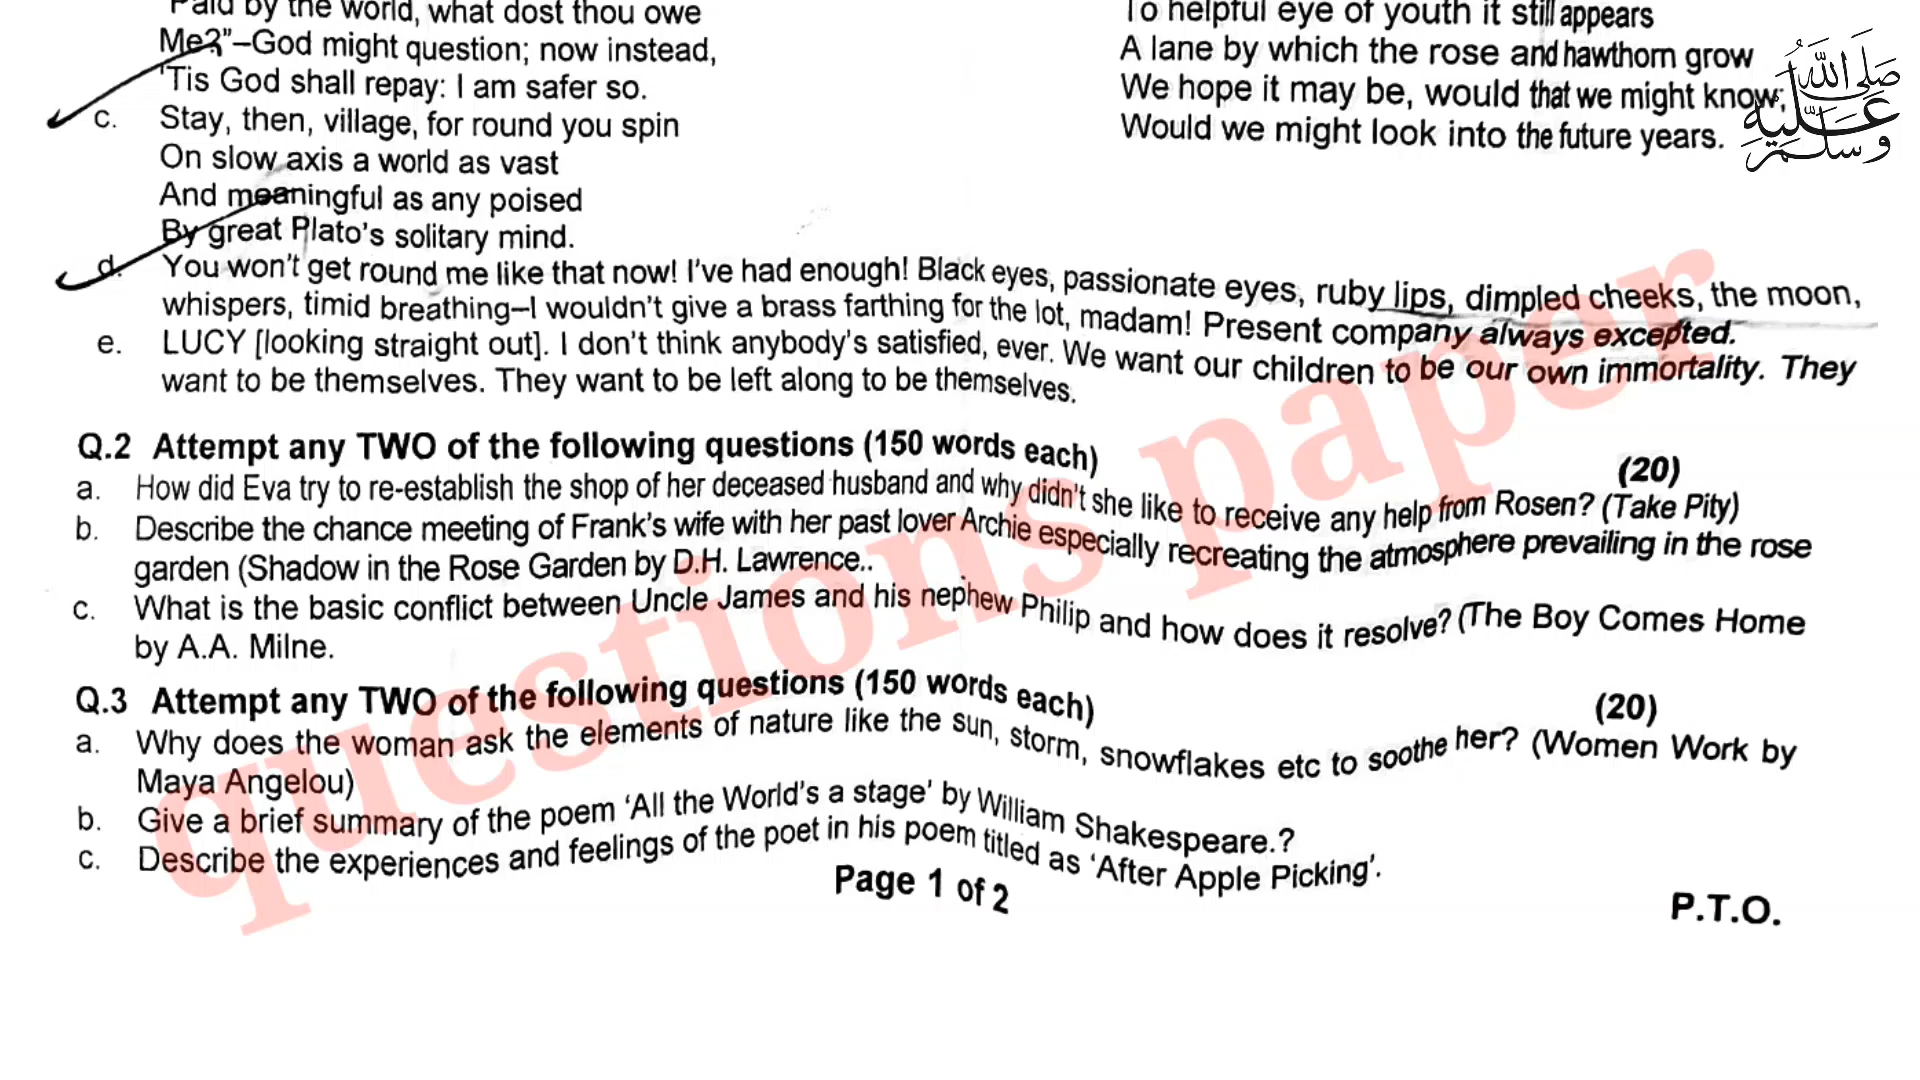 Paid by the world, what dost thou owe
Me?"–God might question; now instead,
'Tis God shall repay: I am safer so.
To helpful eye of youth it still appears
A lane by which the rose and hawthorn grow
We hope it may be, would that we might know;
Would we might look into the future years.
صلى الله
عليه
وسلم
c. Stay, then, village, for round you spin
On slow axis a world as vast
And meaningful as any poised
By great Plato's solitary mind.
d. You won't get round me like that now! I've had enough! Black eyes, passionate eyes, ruby lips, dimpled cheeks, the moon,
whispers, timid breathing–I wouldn't give a brass farthing for the lot, madam! Present company always excepted.
e. LUCY [looking straight out]. I don't think anybody's satisfied, ever. We want our children to be our own immortality. They
want to be themselves. They want to be left along to be themselves.
Q.2 Attempt any TWO of the following questions (150 words each) (20)
a. How did Eva try to re-establish the shop of her deceased husband and why didn't she like to receive any help from Rosen? (Take Pity)
b. Describe the chance meeting of Frank's wife with her past lover Archie especially recreating the atmosphere prevailing in the rose
garden (Shadow in the Rose Garden by D.H. Lawrence..
c. What is the basic conflict between Uncle James and his nephew Philip and how does it resolve? (The Boy Comes Home
by A.A. Milne.
Q.3 Attempt any TWO of the following questions (150 words each) (20)
a. Why does the woman ask the elements of nature like the sun, storm, snowflakes etc to soothe her? (Women Work by
Maya Angelou)
b. Give a brief summary of the poem 'All the World's a stage' by William Shakespeare.?
c. Describe the experiences and feelings of the poet in his poem titled as 'After Apple Picking'.
Page 1 of 2
P.T.O.
questions paper